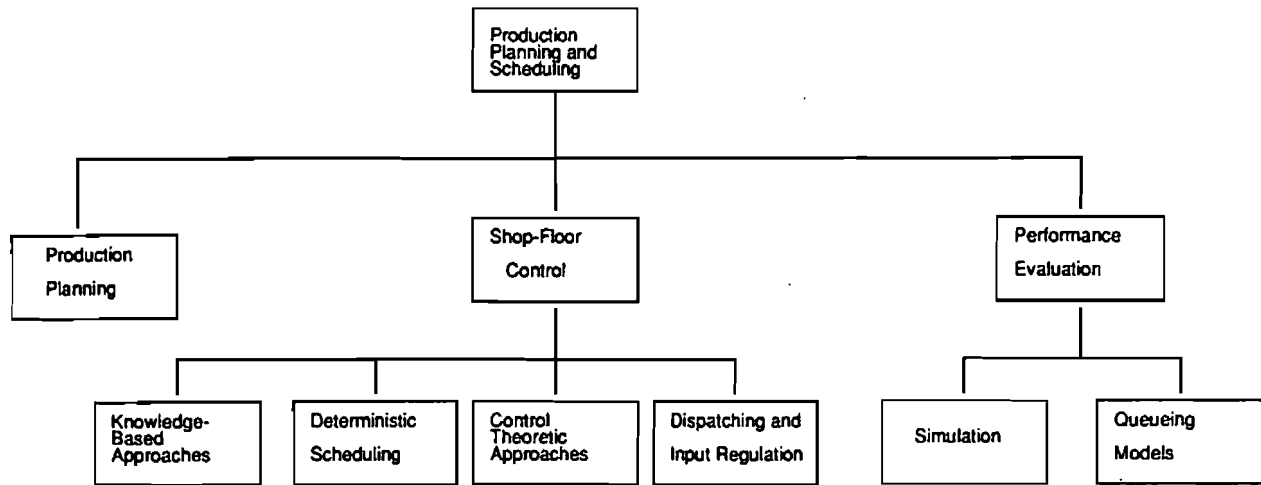 Production
Planning and
Scheduling
Production
Planning
Shop-Floor
Control
Performance
Evaluation
Knowledge-
Based
Approaches
Deterministic
Scheduling
Control
Theoretic
Approaches
Dispatching and
Input Regulation
Simulation
Queueing
Models